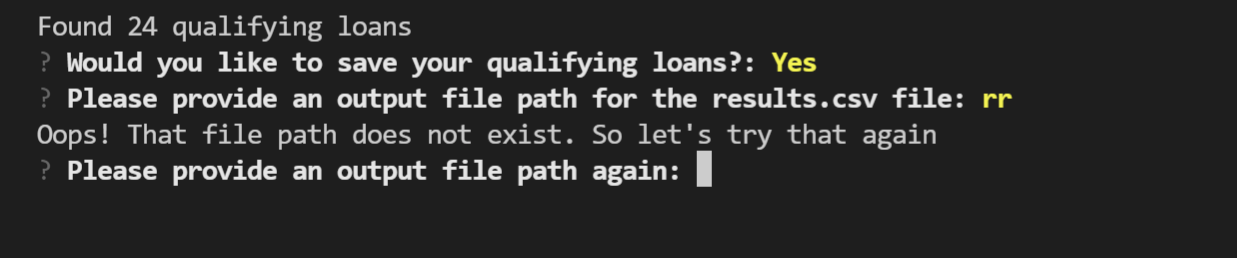 Found 24 qualifying loans
? Would you like to save your qualifying loans?: Yes
? Please provide an output file path for the results.csv file: rr
Oops! That file path does not exist. So let's try that again
? Please provide an output file path again: